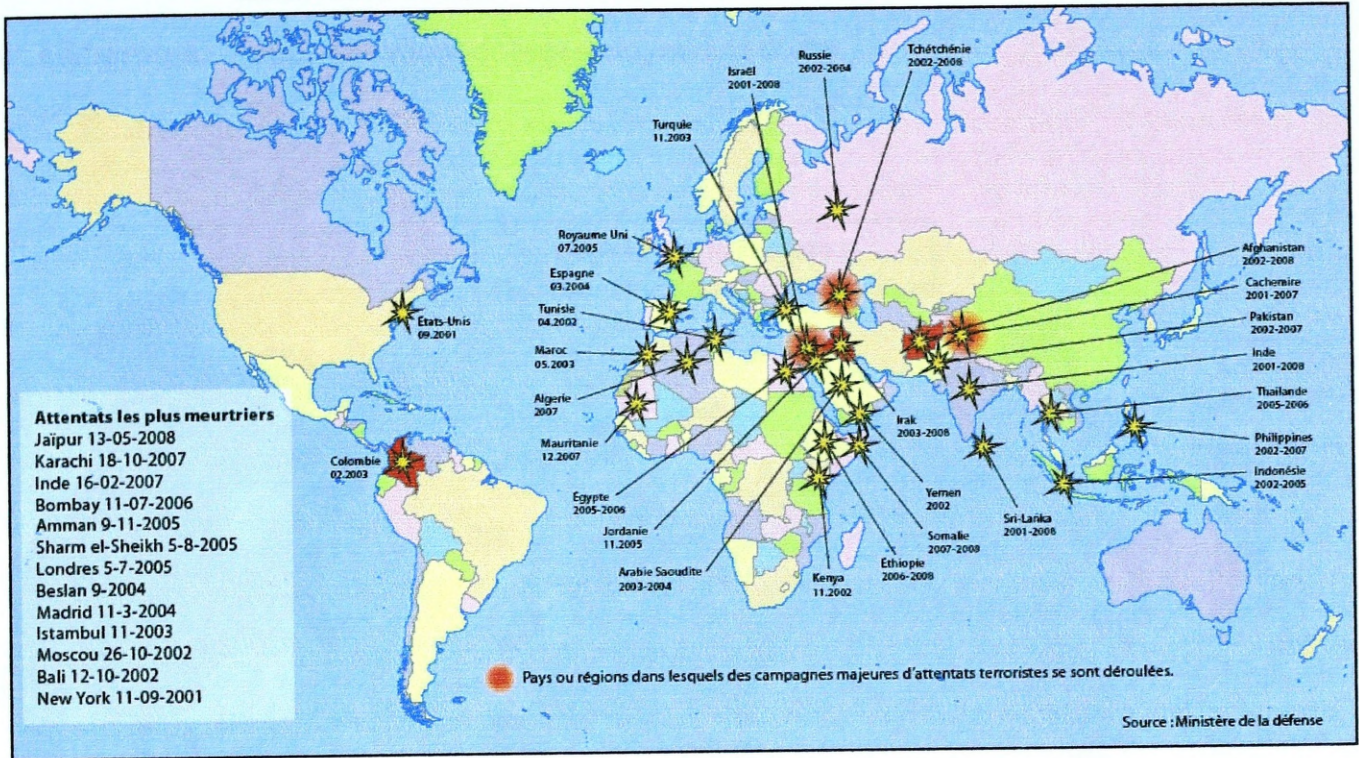 Russie
2002-2004
Tchétchénie
2002-2008
Israël
2001-2008
Turquie
11.2003
Royaume Uni
07.2005
Espagne
03.2004
Tunisie
04.2002
États-Unis
09.2001
Maroc
05.2003
Algerie
2007
Mauritanie
12.2007
Colombie
02.2003
Egypte
2005-2006
Jordanie
11.2005
Arabie Saoudite
2003-2004
Kenya
11.2002
Éthiopie
2006-2008
Somalie
2007-2008
Yemen
2002
Irak
2003-2008
Sri-Lanka
2001-2008
Afghanistan
2002-2008
Cachemire
2001-2007
Pakistan
2002-2007
Inde
2001-2008
Thaïlande
2005-2006
Philippines
2002-2007
Indonésie
2002-2005
Attentats les plus meurtriers
Jaïpur 13-05-2008
Karachi 18-10-2007
Inde 16-02-2007
Bombay 11-07-2006
Amman 9-11-2005
Sharm el-Sheikh 5-8-2005
Londres 5-7-2005
Beslan 9-2004
Madrid 11-3-2004
Istambul 11-2003
Moscou 26-10-2002
Bali 12-10-2002
New York 11-09-2001
Pays ou régions dans lesquels des campagnes majeures d'attentats terroristes se sont déroulées.
Source : Ministère de la défense